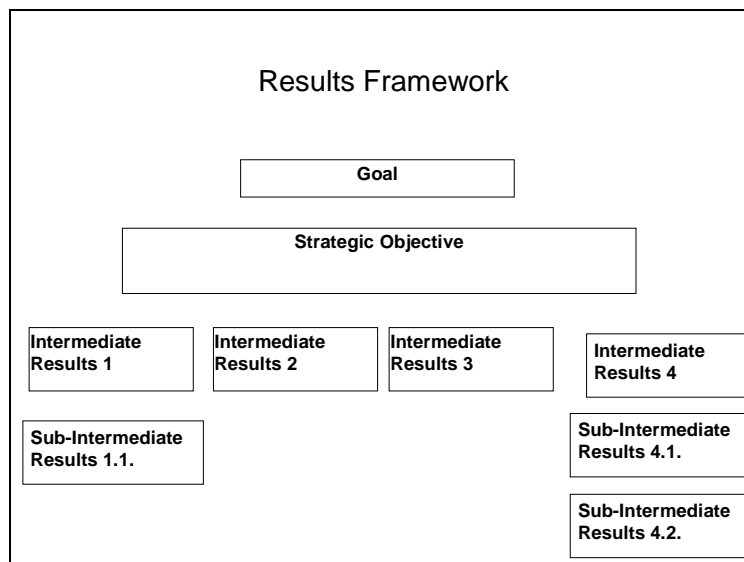 Results Framework
Goal
Strategic Objective
Intermediate
Results 1
Intermediate
Results 2
Intermediate
Results 3
Intermediate
Results 4
Sub-Intermediate
Results 1.1.
Sub-Intermediate
Results 4.1.
Sub-Intermediate
Results 4.2.